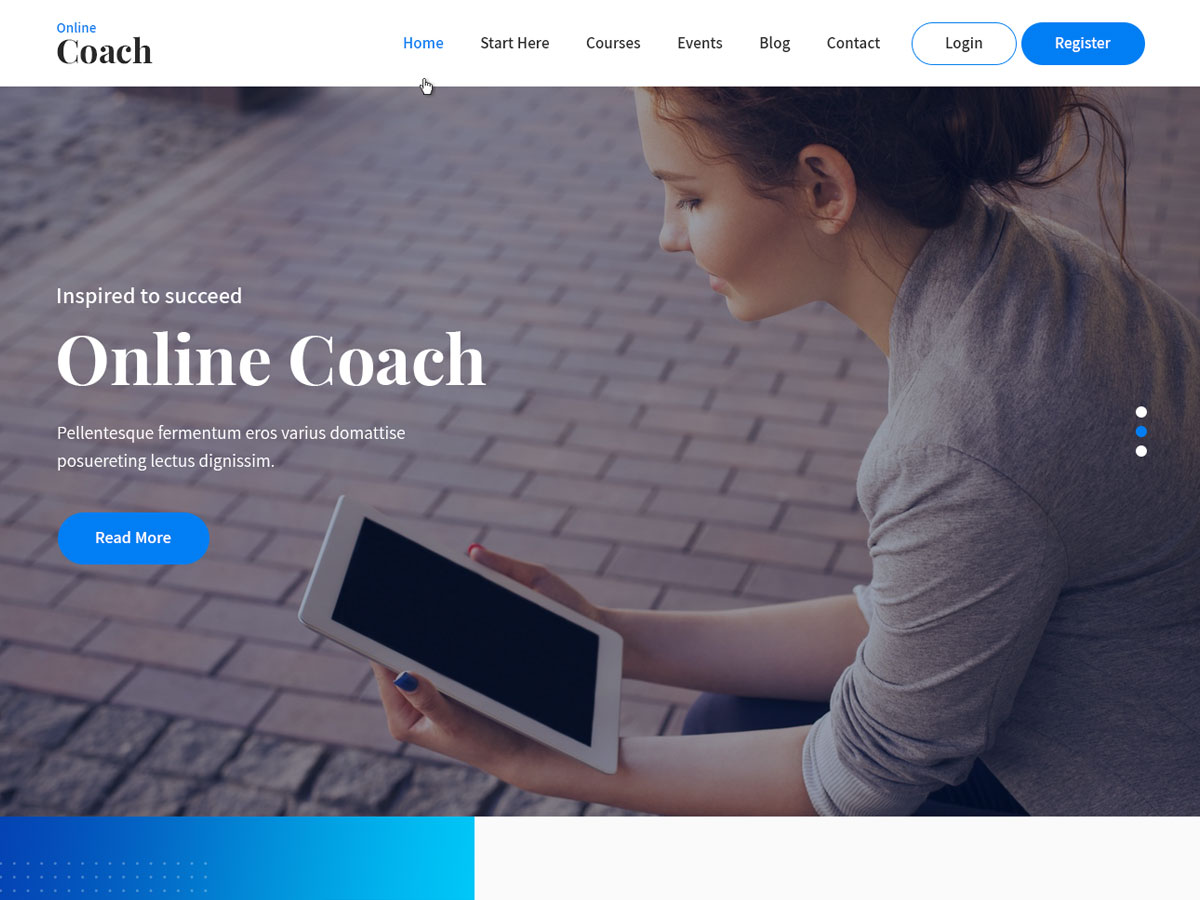 Online
Coach
Home Start Here Courses Events Blog Contact Login Register
Inspired to succeed
Online Coach
Pellentesque fermentum eros varius domattise
posuereting lectus dignissim.
Read More